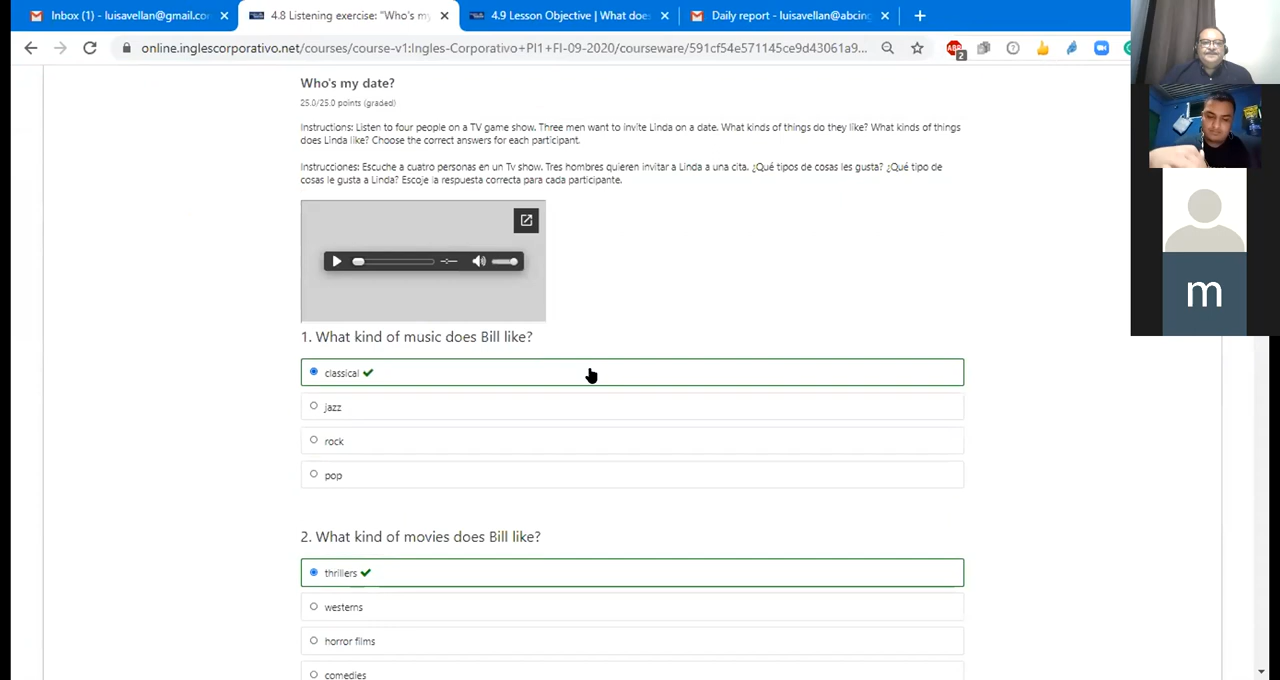 Inbox (1) - luisavellan@gmail.co
4.8 Listening exercise: "Who's my
4.9 Lesson Objective | What does
Daily report - luisavellan@abcing
online.inglescorporativo.net/courses/course-v1:Ingles-Corporativo+PI1+FI-09-2020/courseware/591cf54e571145ce9d43061a9...
ABP
2
Who's my date?
25.0/25.0 points (graded)
Instructions: Listen to four people on a TV game show. Three men want to invite Linda on a date. What kinds of things do they like? What kinds of things
does Linda like? Choose the correct answers for each participant.
Instrucciones: Escuche a cuatro personas en un Tv show. Tres hombres quieren invitar a Linda a una cita. ¿Qué tipos de cosas les gusta? ¿Qué tipo de
cosas le gusta a Linda? Escoje la respuesta correcta para cada participante.
m
1. What kind of music does Bill like?
classical
jazz
rock
pop
2. What kind of movies does Bill like?
thrillers
westerns
horror films
comedies